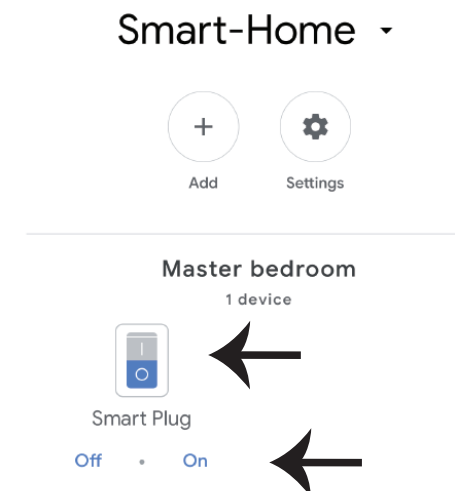 Smart-Home
Add Settings
Master bedroom
1 device
Smart Plug
Off • On